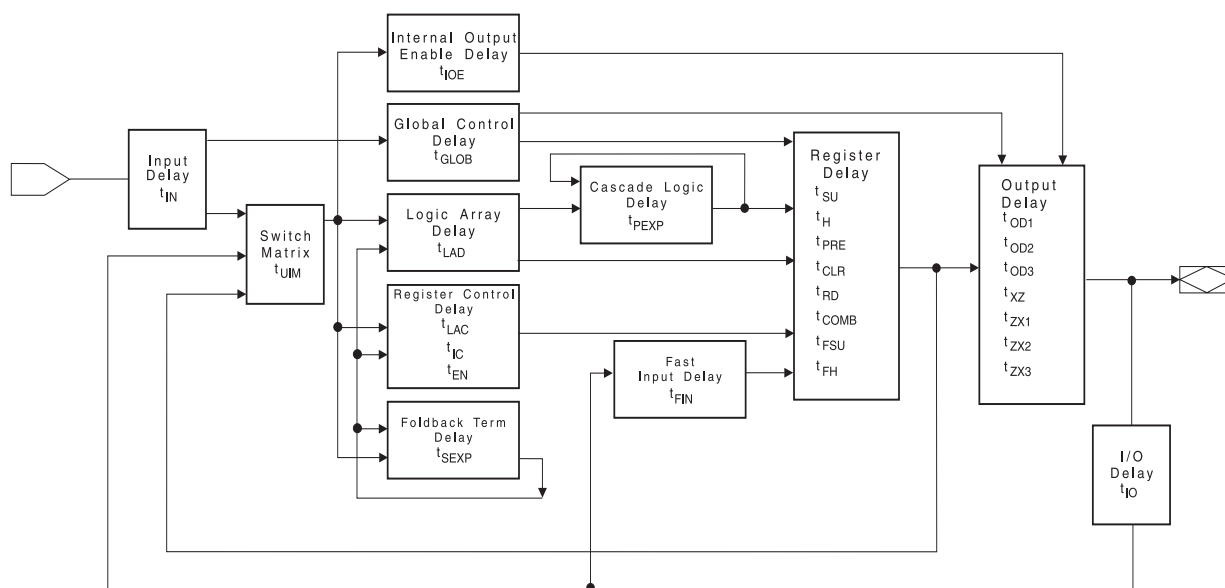 Internal Output
Enable Delay
tIOE
Global Control
Delay
tGLOB
Input
Delay
tIN
Switch
Matrix
tUIM
Logic Array
Delay
tLAD
Cascade Logic
Delay
tPEXP
Register Control
Delay
tLAC
tIC
tEN
Foldback Term
Delay
tSEXP
Fast
Input Delay
tFIN
Register
Delay
tSU
tH
tPRE
tCLR
tRD
tCOMB
tFSU
tFH
Output
Delay
tOD1
tOD2
tOD3
tXZ
tZX1
tZX2
tZX3
I/O
Delay
tIO